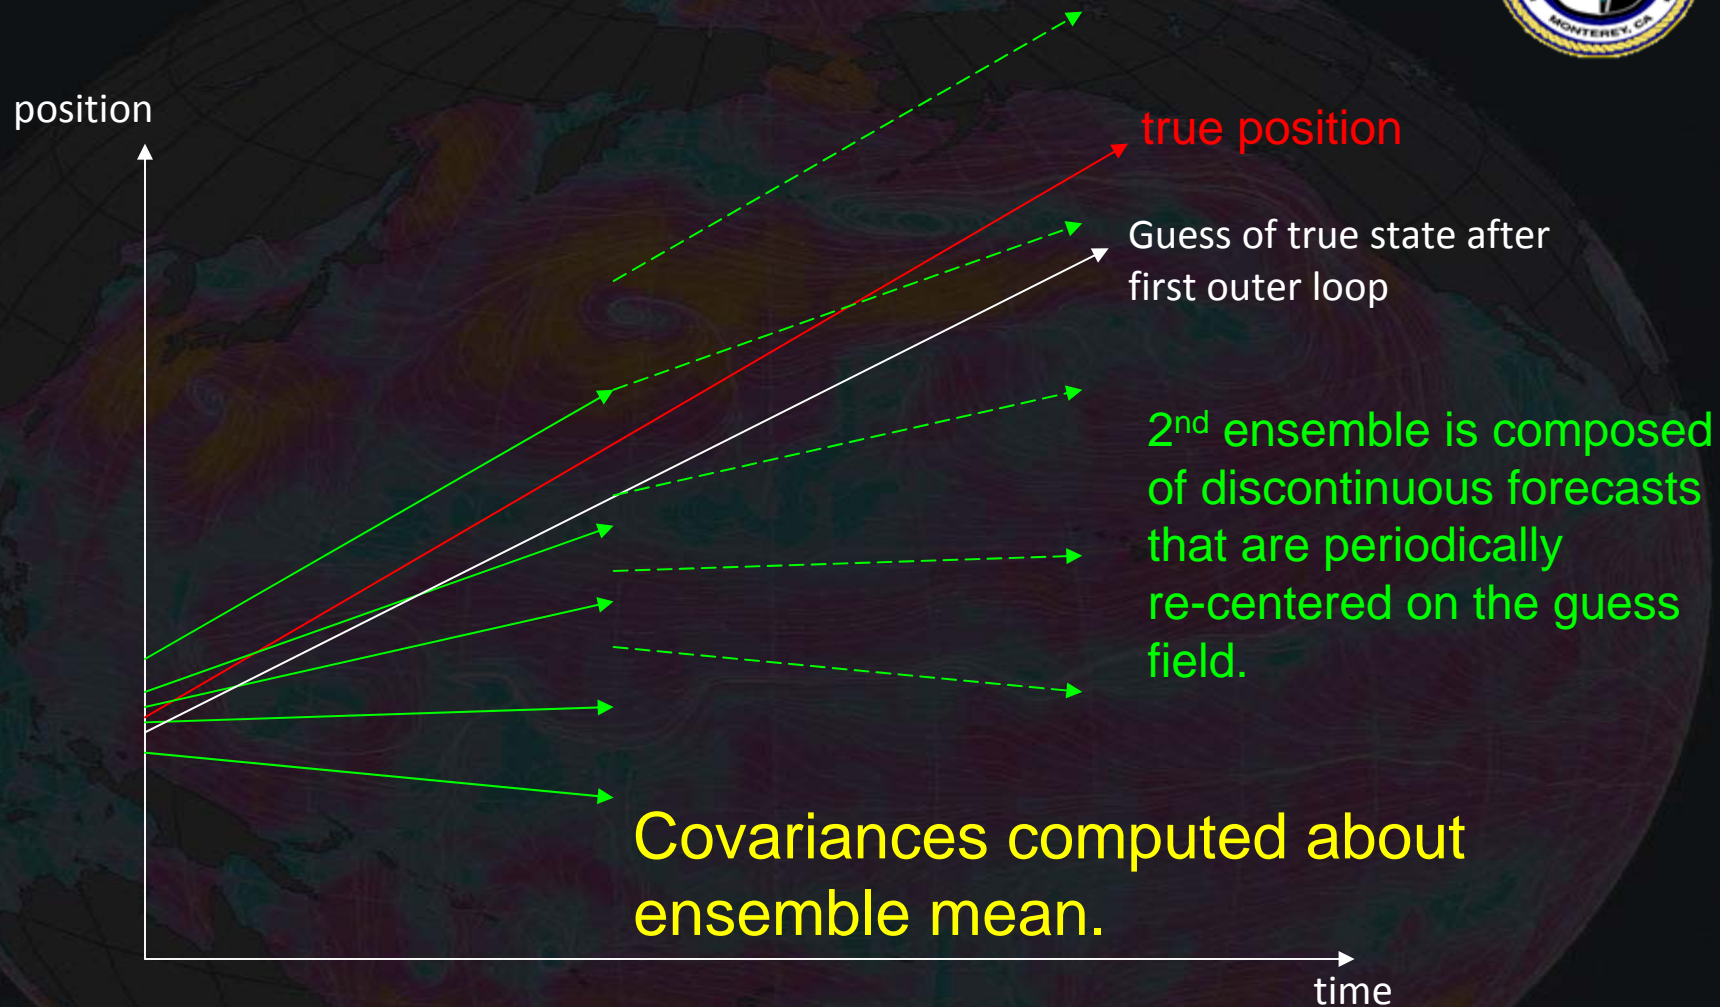 MONTEREY, CA
position
true position
Guess of true state after
first outer loop
2nd ensemble is composed
of discontinuous forecasts
that are periodically
re-centered on the guess
field.
Covariances computed about
ensemble mean.
time